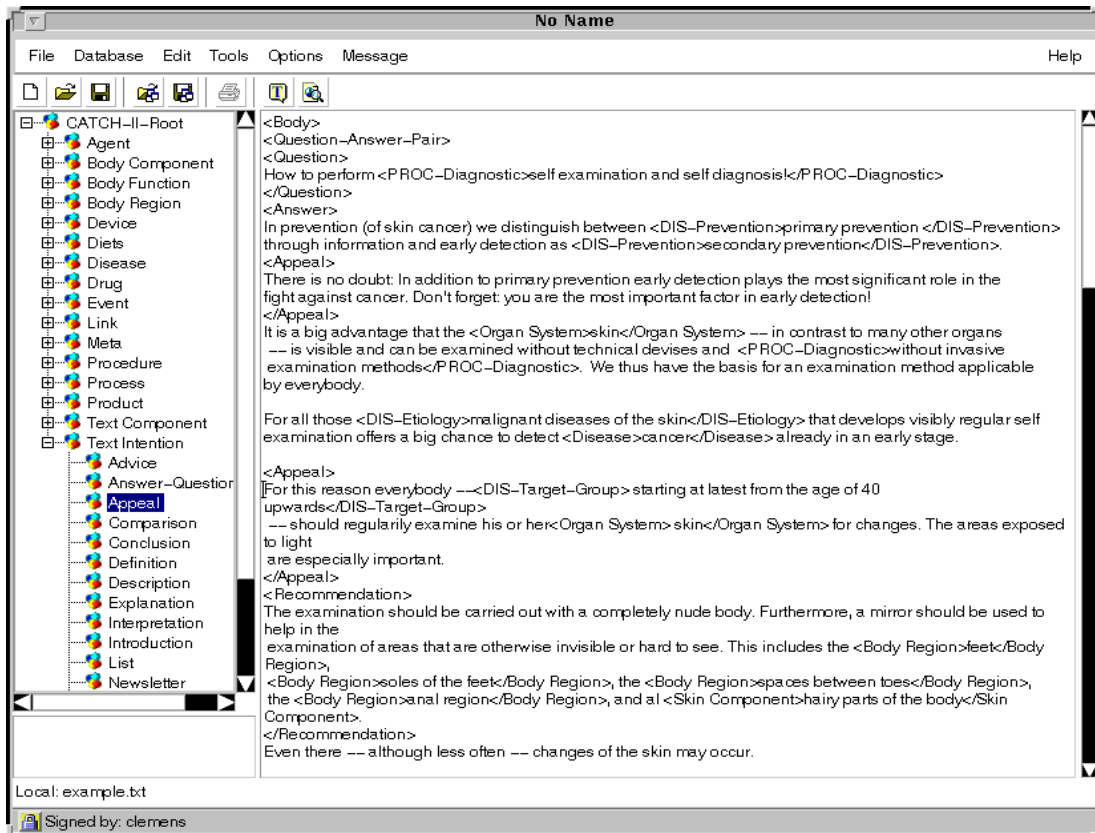 No Name
File Database Edit Tools Options Message Help
CATCH-II-Root
Agent
Body Component
Body Function
Body Region
Device
Diets
Disease
Drug
Event
Link
Meta
Procedure
Process
Product
Text Component
Text Intention
Advice
Answer-Question
Appeal
Comparison
Conclusion
Definition
Description
Explanation
Interpretation
Introduction
List
Newsletter
<Body>
<Question-Answer-Pair>
<Question>
How to perform <PROC-Diagnostic>self examination and self diagnosis!</PROC-Diagnostic>
</Question>
<Answer>
In prevention (of skin cancer) we distinguish between <DIS-Prevention>primary prevention </DIS-Prevention>
through information and early detection as <DIS-Prevention>secondary prevention</DIS-Prevention>.
<Appeal>
There is no doubt: In addition to primary prevention early detection plays the most significant role in the
fight against cancer. Don't forget: you are the most important factor in early detection!
</Appeal>
It is a big advantage that the <Organ System>skin</Organ System> -- in contrast to many other organs
-- is visible and can be examined without technical devises and <PROC-Diagnostic>without invasive
examination methods</PROC-Diagnostic>. We thus have the basis for an examination method applicable
by everybody.
For all those <DIS-Etiology>malignant diseases of the skin</DIS-Etiology> that develops visibly regular self
examination offers a big chance to detect <Disease>cancer</Disease> already in an early stage.
<Appeal>
For this reason everybody --<DIS-Target-Group> starting at latest from the age of 40
upwards</DIS-Target-Group>
-- should regularily examine his or her<Organ System> skin</Organ System> for changes. The areas exposed
to light
are especially important.
</Appeal>
<Recommendation>
The examination should be carried out with a completely nude body. Furthermore, a mirror should be used to
help in the
examination of areas that are otherwise invisible or hard to see. This includes the <Body Region>feet</Body
Region>,
<Body Region>soles of the feet</Body Region>, the <Body Region>spaces between toes</Body Region>,
the <Body Region>anal region</Body Region>, and al <Skin Component>hairy parts of the body</Skin
Component>.
</Recommendation>
Even there -- although less often -- changes of the skin may occur.
Local: example.txt
Signed by: clemens